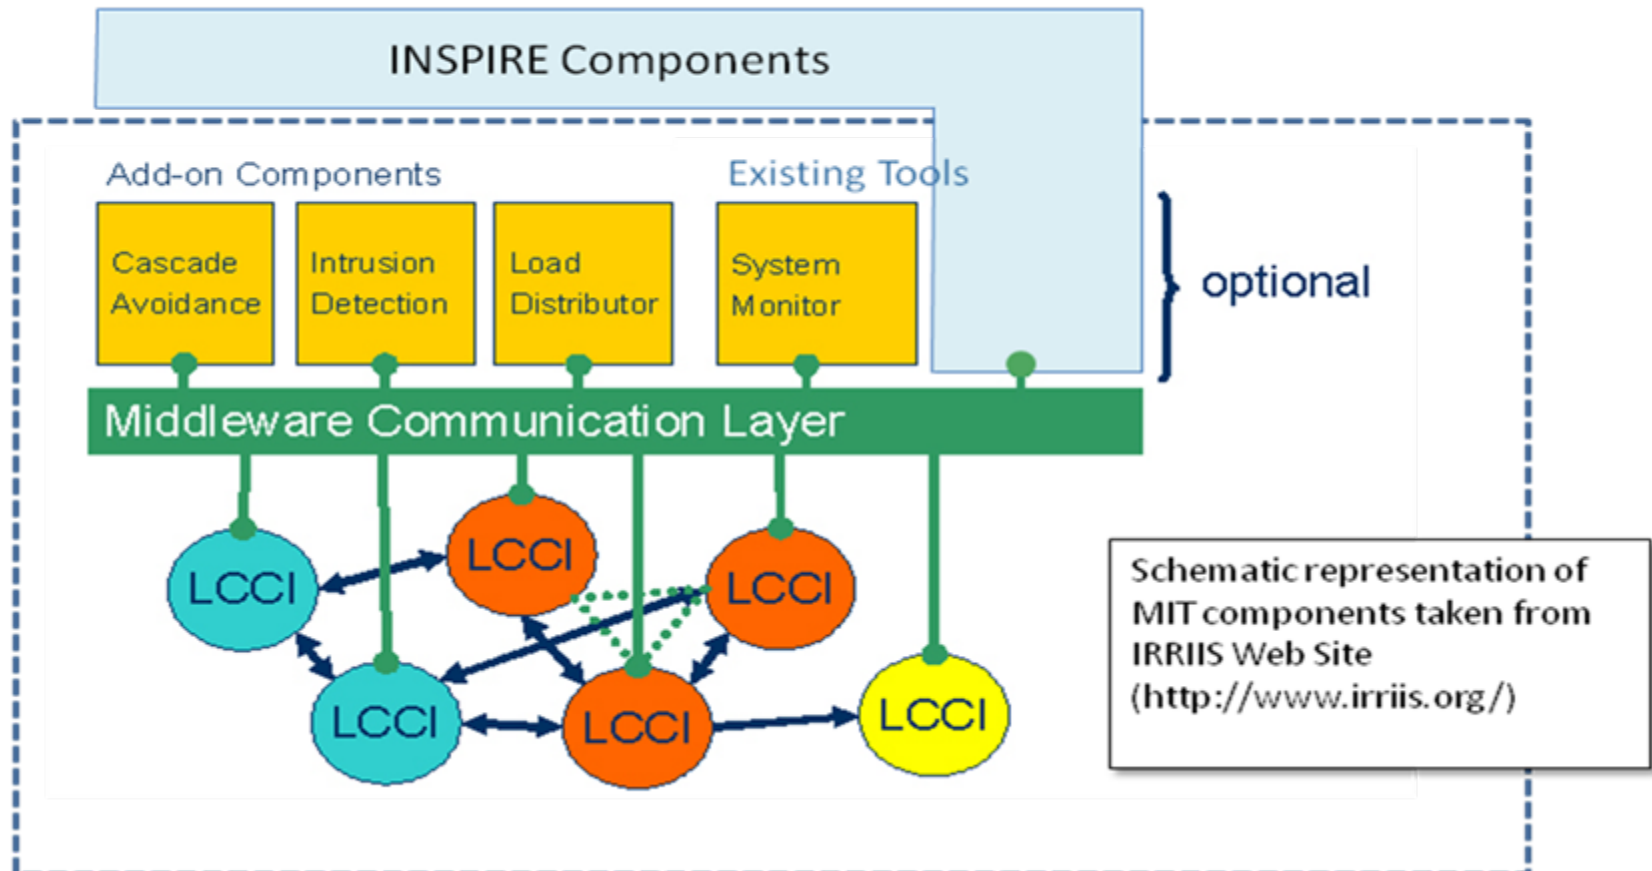 INSPIRE Components
Add-on Components
Existing Tools
Cascade
Avoidance
Intrusion
Detection
Load
Distributor
System
Monitor
optional
Middleware Communication Layer
LCCI
LCCI
LCCI
LCCI
LCCI
LCCI
Schematic representation of
MIT components taken from
IRRIIS Web Site
(http://www.irriis.org/)